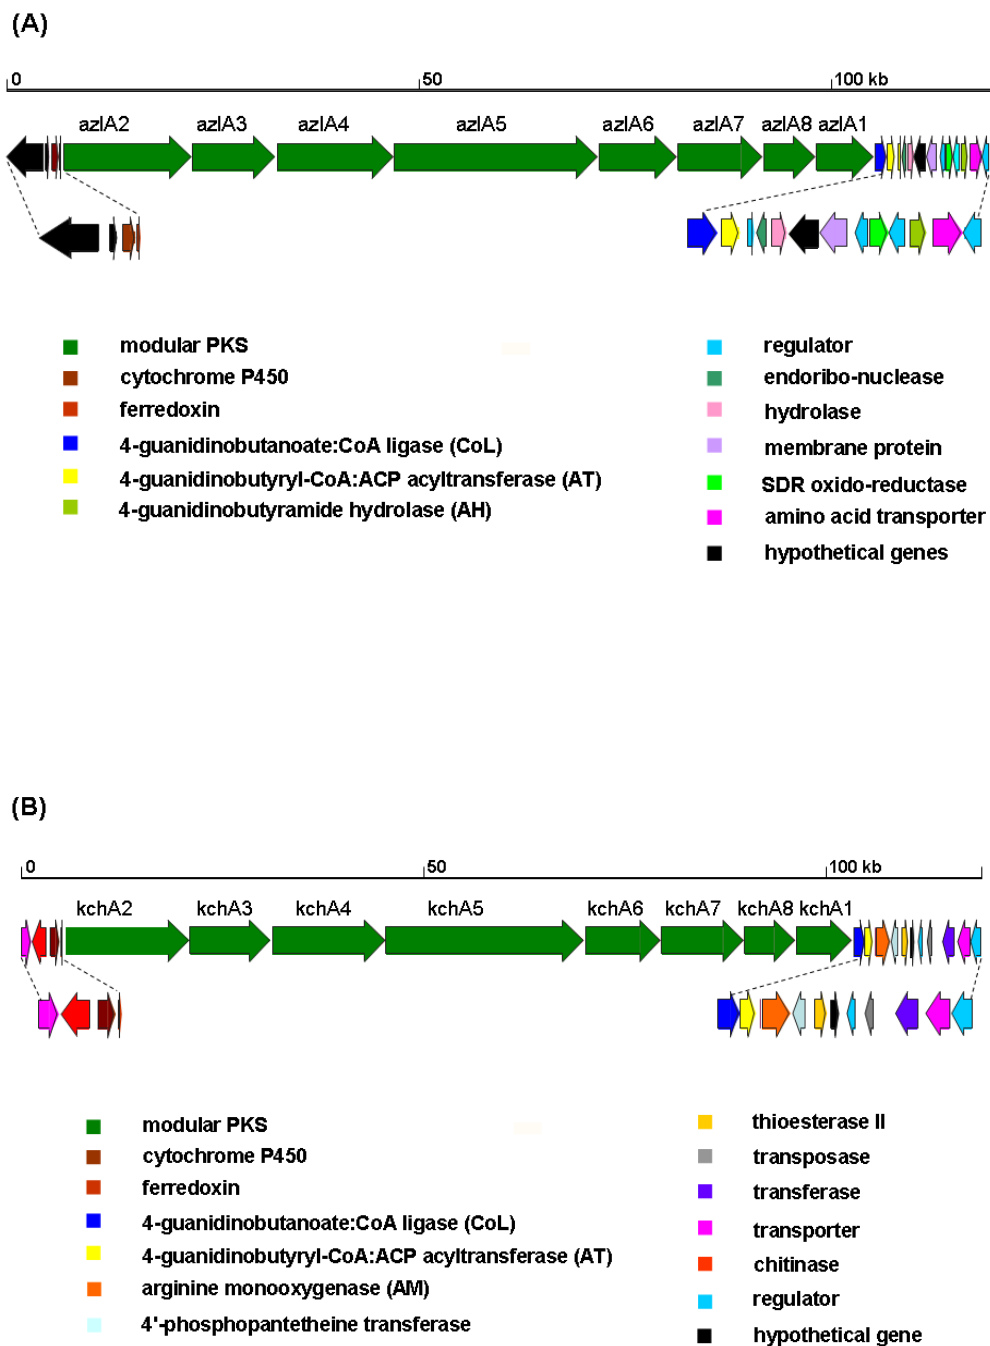 (A)
0 50 100 kb
azlA2 azlA3 azlA4 azlA5 azlA6 azlA7 azlA8 azlA1
modular PKS
cytochrome P450
ferredoxin
4-guanidinobutanoate:CoA ligase (CoL)
4-guanidinobutyryl-CoA:ACP acyltransferase (AT)
4-guanidinobutyramide hydrolase (AH)
regulator
endoribo-nuclease
hydrolase
membrane protein
SDR oxido-reductase
amino acid transporter
hypothetical genes
(B)
0 50 100 kb
kchA2 kchA3 kchA4 kchA5 kchA6 kchA7 kchA8 kchA1
modular PKS
cytochrome P450
ferredoxin
4-guanidinobutanoate:CoA ligase (CoL)
4-guanidinobutyryl-CoA:ACP acyltransferase (AT)
arginine monooxygenase (AM)
4'-phosphopantetheine transferase
thioesterase II
transposase
transferase
transporter
chitinase
regulator
hypothetical gene